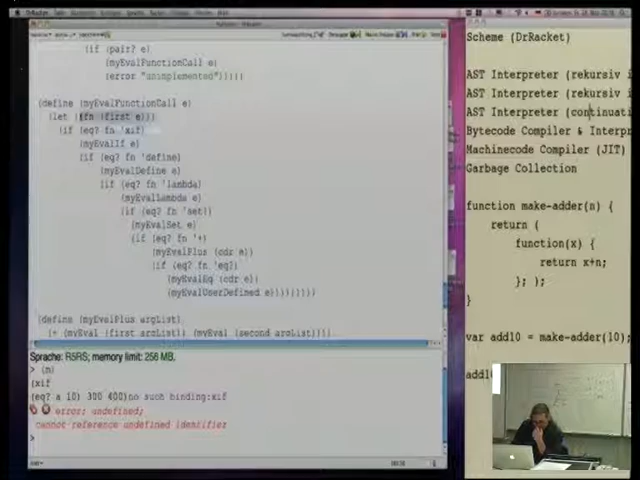 (if (pair? e)
(myEvalFunctionCall e)
(error "unimplemented")))))
(define (myEvalFunctionCall e)
(let ((fn (first e)))
(if (eq? fn 'xif)
(myEvalIf e)
(if (eq? fn 'define)
(myEvalDefine e)
(if (eq? fn 'lambda)
(myEvalLambda e)
(if (eq? fn 'set!)
(myEvalSet e)
(if (eq? fn '+)
(myEvalPlus (cdr e))
(if (eq? fn 'eq?)
(myEvalEq (cdr e))
(myEvalUserDefined e)))))))))
(define (myEvalPlus argList)
(+ (myEval (first argList)) (myEval (second argList))))
Sprache: R5RS; memory limit: 256 MB.
> (m)
(xif
(eq? a 10) 300 400)no such binding:xif
error: undefined;
cannot reference undefined identifier
>
Scheme (DrRacket)
AST Interpreter (rekursiv i
AST Interpreter (rekursiv i
AST Interpreter (continuati
Bytecode Compiler & Interpr
Machinecode Compiler (JIT)
Garbage Collection
function make-adder(n) {
return (
function(x) {
return x+n;
}; );
}
var add10 = make-adder(10);
add1